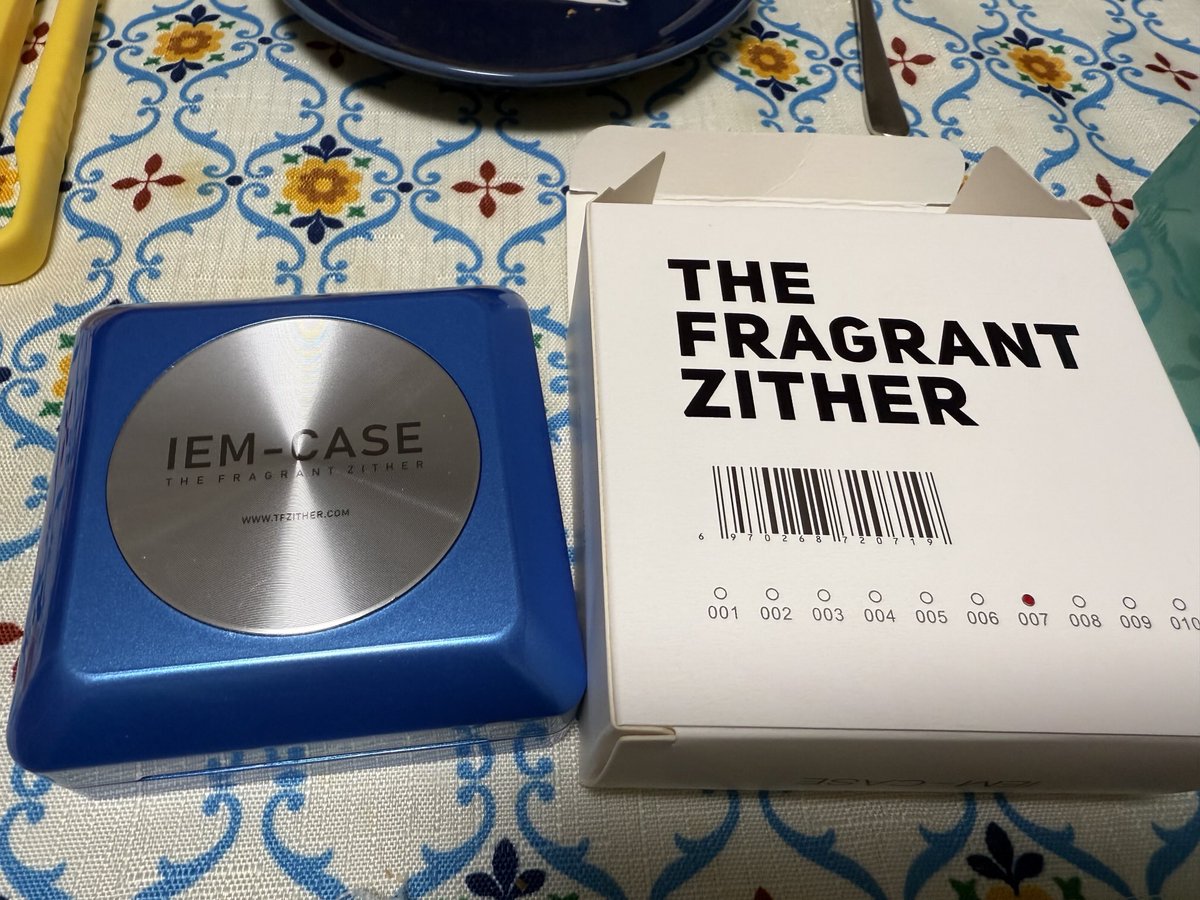 IEM-CASE
THE FRAGRANT ZITHER
WWW.TFZITHER.COM
THE
FRAGRANT
ZITHER
6 970268 720719
001 002 003 004 005 006 007 008 009 010
IEM-CASE